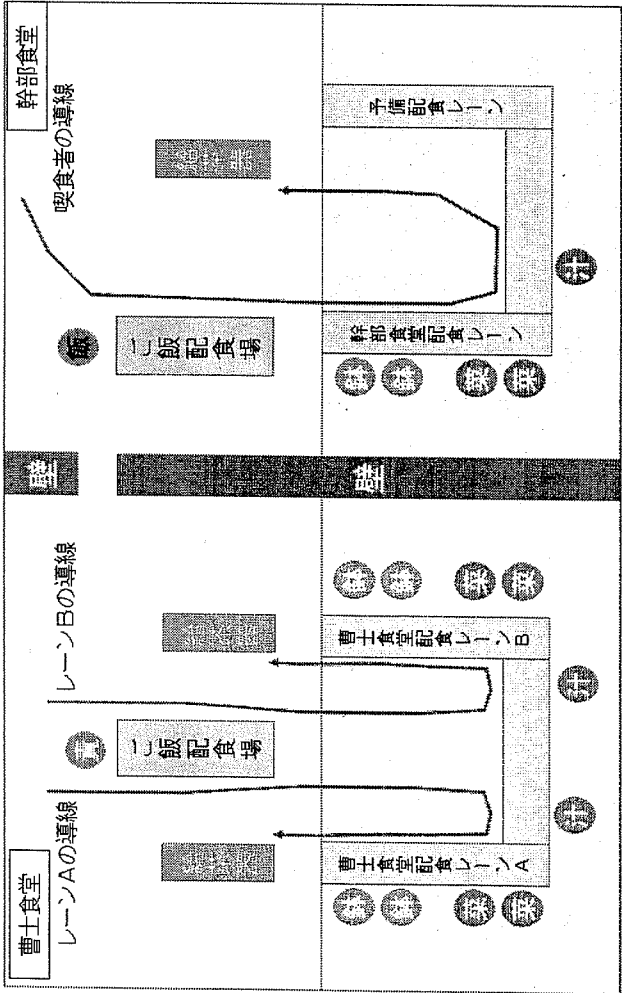 曹士食堂
レーンAの導線
レーンBの導線
ご飯配食場
曹士食堂配食レーンA
曹士食堂配食レーンB
菜
菜
菜
菜
汁
汁
壁
壁
幹部食堂
喫食者の導線
飯
ご飯配食場
幹部食堂配食レーン
予備配食レーン
菜
菜
汁